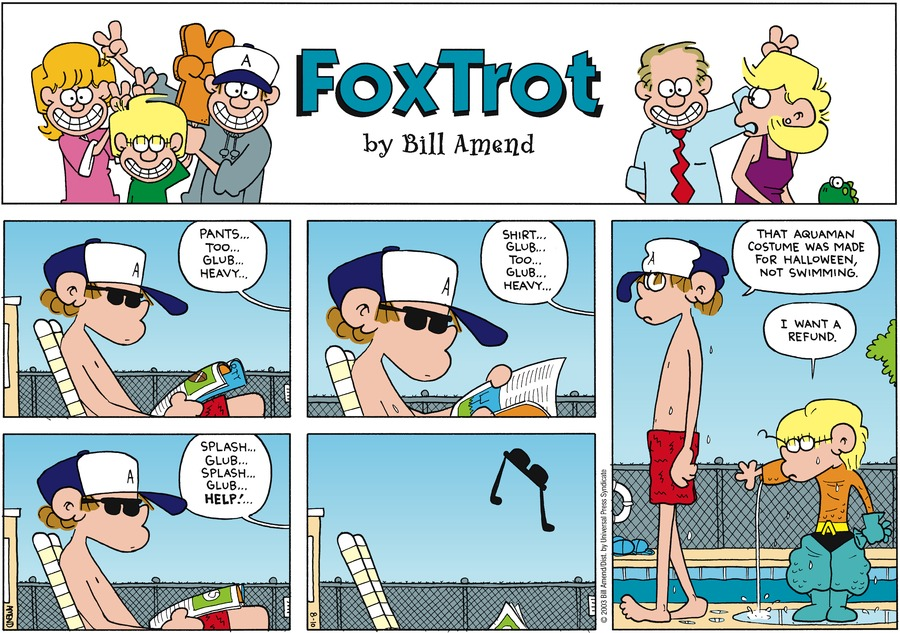 FoxTrot
by Bill Amend
A
PANTS...
TOO...
GLUB...
HEAVY...
A
SHIRT...
GLUB...
TOO...
GLUB...
HEAVY...
A
SPLASH...
GLUB...
SPLASH...
GLUB...
HELP!...
A
AMEND
8-10
© 2003 Bill Amend/Dist. by Universal Press Syndicate
THAT AQUAMAN
COSTUME WAS MADE
FOR HALLOWEEN,
NOT SWIMMING.
I WANT A
REFUND.
A
A